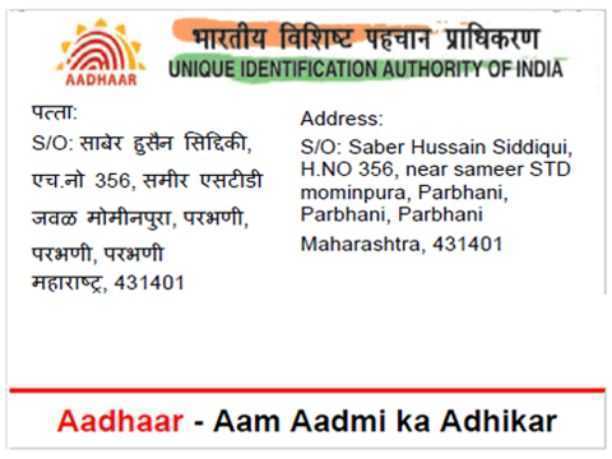 भारतीय विशिष्ट पहचान प्राधिकरण
AADHAAR
UNIQUE IDENTIFICATION AUTHORITY OF INDIA
पत्ता:
S/O: साबेर हुसैन सिद्दिकी,
एच.नो 356, समीर एसटीडी
जवळ मोमीनपुरा, परभणी,
परभणी, परभणी
महाराष्ट्र, 431401
Address:
S/O: Saber Hussain Siddiqui,
H.NO 356, near sameer STD
mominpura, Parbhani,
Parbhani, Parbhani
Maharashtra, 431401
Aadhaar - Aam Aadmi ka Adhikar